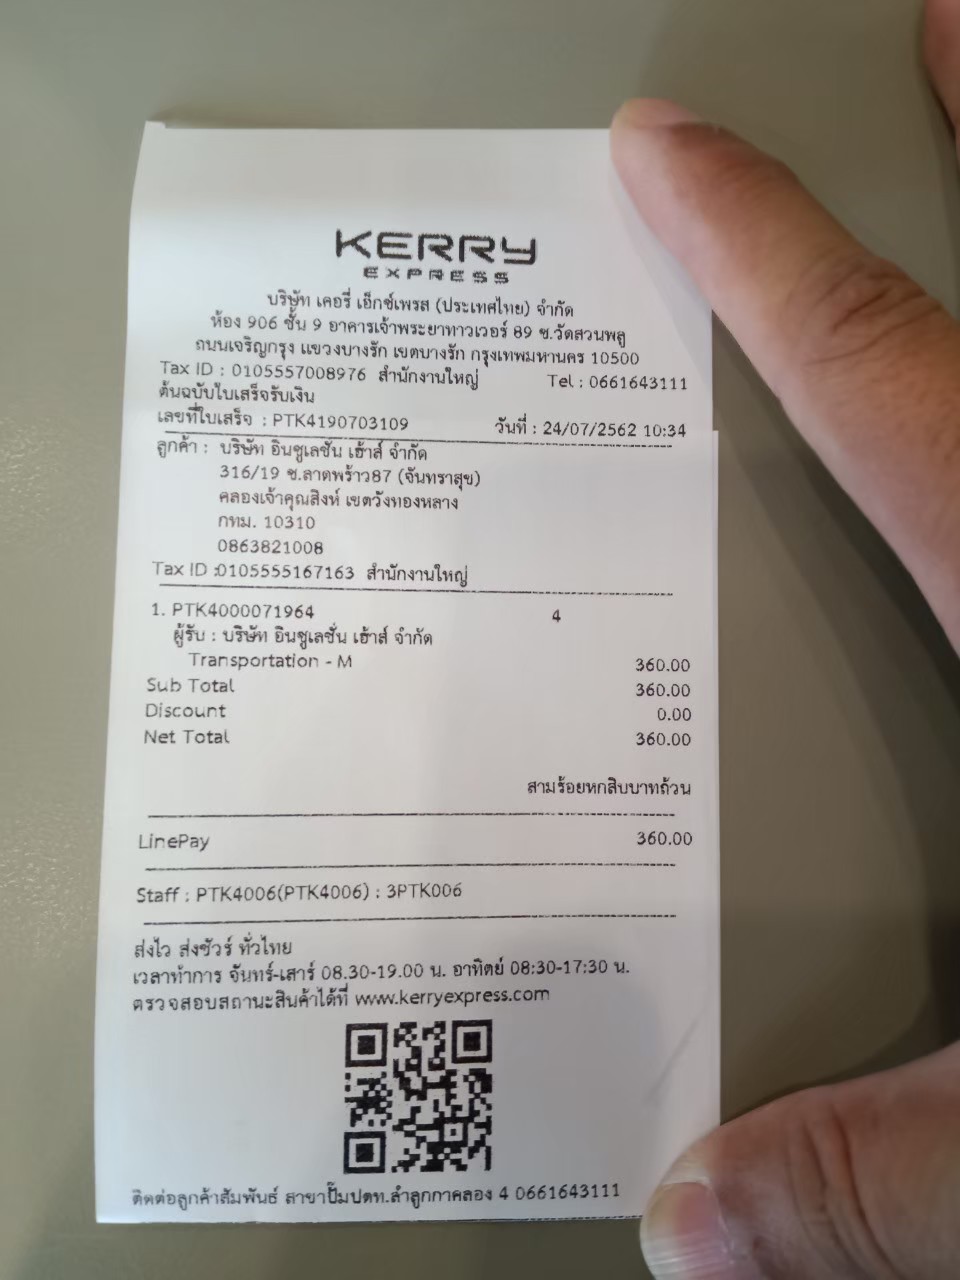 KERRY
EXPRESS
บริษัท เคอรี่ เอ็กซ์เพรส (ประเทศไทย) จำกัด
ห้อง 906 ชั้น 9 อาคารเจ้าพระยาทาวเวอร์ 89 ซ.วัดสวนพลู
ถนนเจริญกรุง แขวงบางรัก เขตบางรัก กรุงเทพมหานคร 10500
Tax ID : 0105557008976 สำนักงานใหญ่ Tel : 0661643111
ต้นฉบับใบเสร็จรับเงิน
เลขที่ใบเสร็จ : PTK4190703109 วันที่ : 24/07/2562 10:34
ลูกค้า : บริษัท อินซูเลชั่น เฮ้าส์ จำกัด
316/19 ซ.ลาดพร้าว87 (จันทราสุข)
คลองเจ้าคุณสิงห์ เขตวังทองหลาง
กทม. 10310
0863821008
Tax ID :0105555167163 สำนักงานใหญ่
1. PTK4000071964 4
ผู้รับ : บริษัท อินซูเลชั่น เฮ้าส์ จำกัด
Transportation - M 360.00
Sub Total 360.00
Discount 0.00
Net Total 360.00
สามร้อยหกสิบบาทถ้วน
LinePay 360.00
Staff : PTK4006(PTK4006) : 3PTK006
ส่งไว ส่งชัวร์ ทั่วไทย
เวลาทำการ จันทร์-เสาร์ 08.30-19.00 น. อาทิตย์ 08:30-17:30 น.
ตรวจสอบสถานะสินค้าได้ที่ www.kerryexpress.com
ติดต่อลูกค้าสัมพันธ์ สาขาปั๊มปตท.ลำลูกกาคลอง 4 0661643111